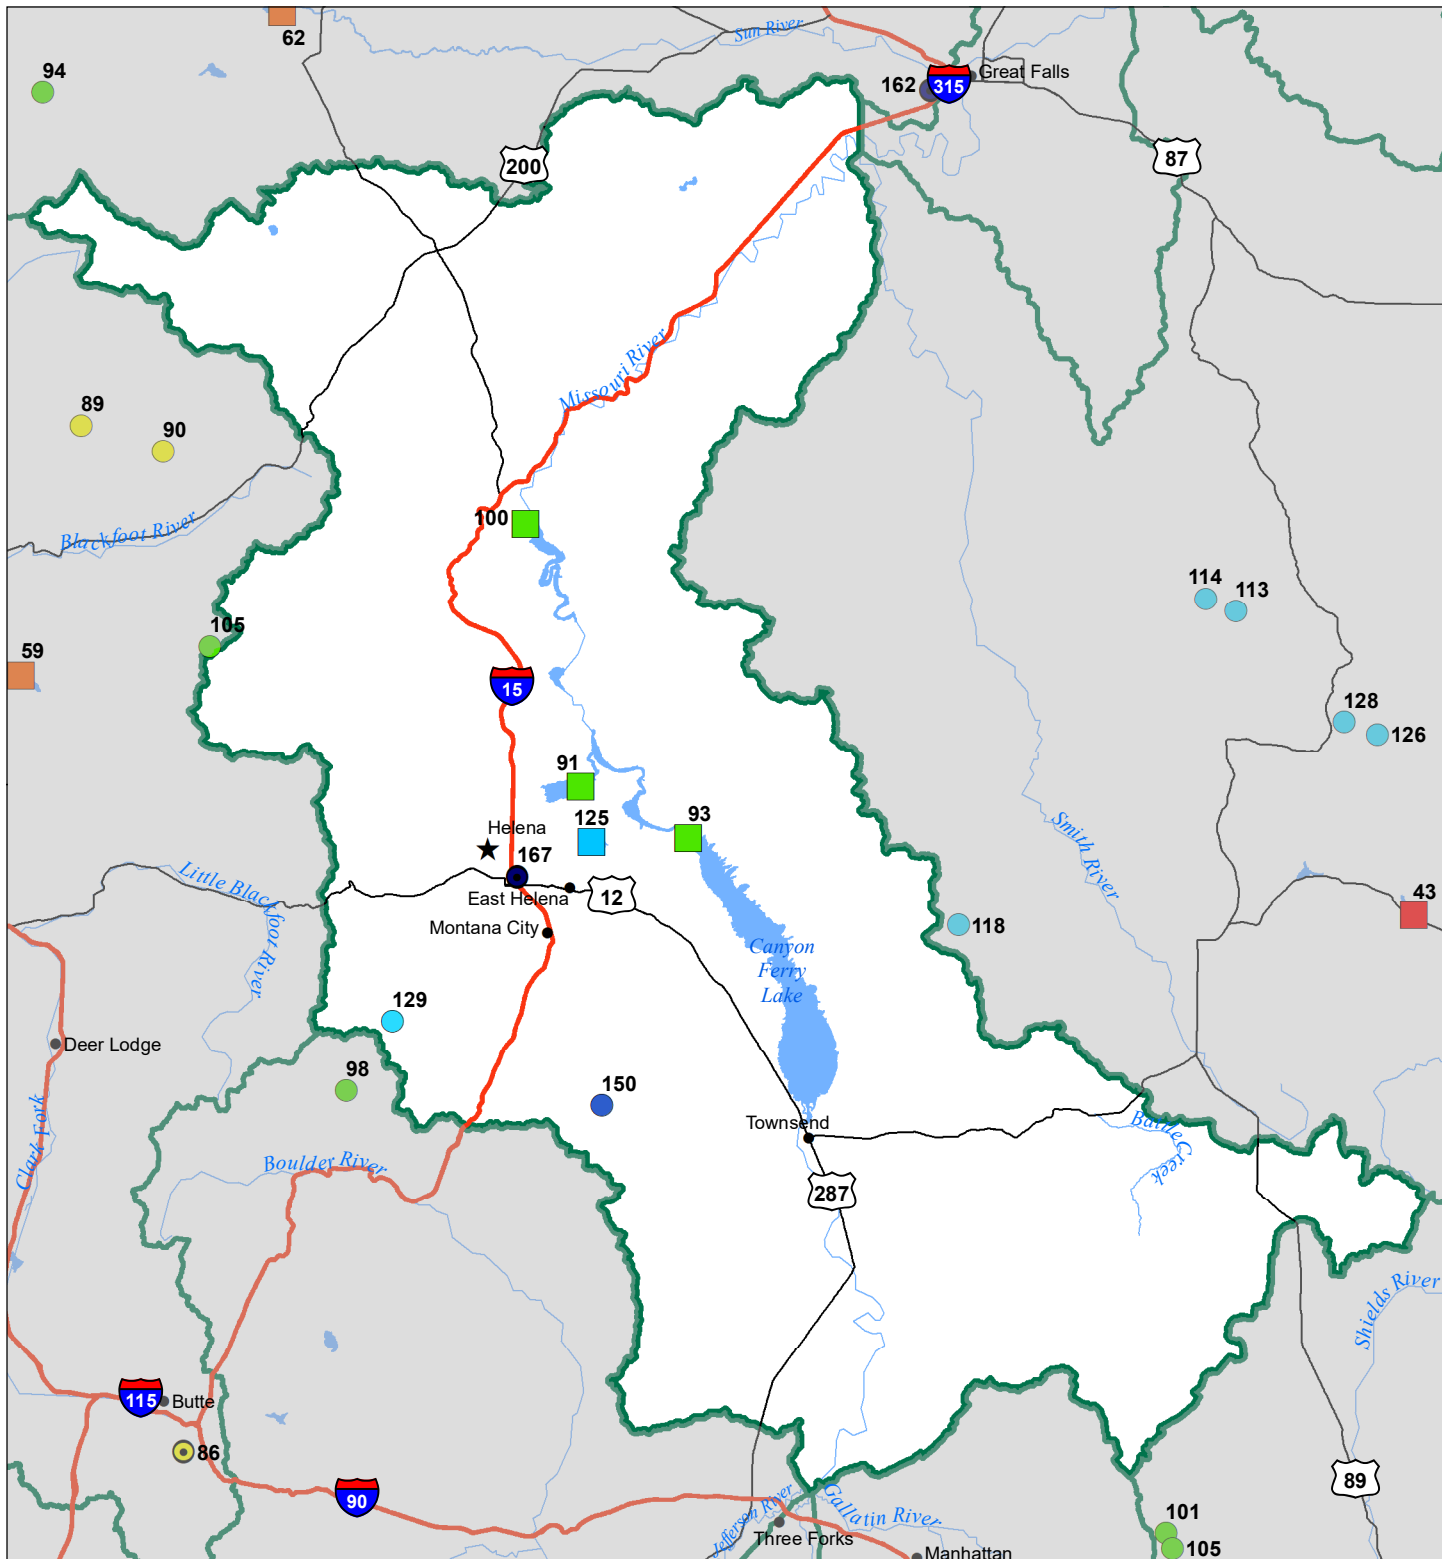 62
Sun River
94
162
315
Great Falls
200
87
Missouri River
89
90
100
Blackfoot River
114
113
105
59
15
128
126
91
93
125
Helena
Smith River
167
Little Blackfoot River
East Helena
12
43
118
Montana City
Canyon
Ferry
Lake
129
Deer Lodge
98
150
Clark Fork
Townsend
Battle Creek
Boulder River
287
Shields River
115
Butte
86
89
90
Jefferson River
Gallatin River
101
Three Forks
105
Manhattan